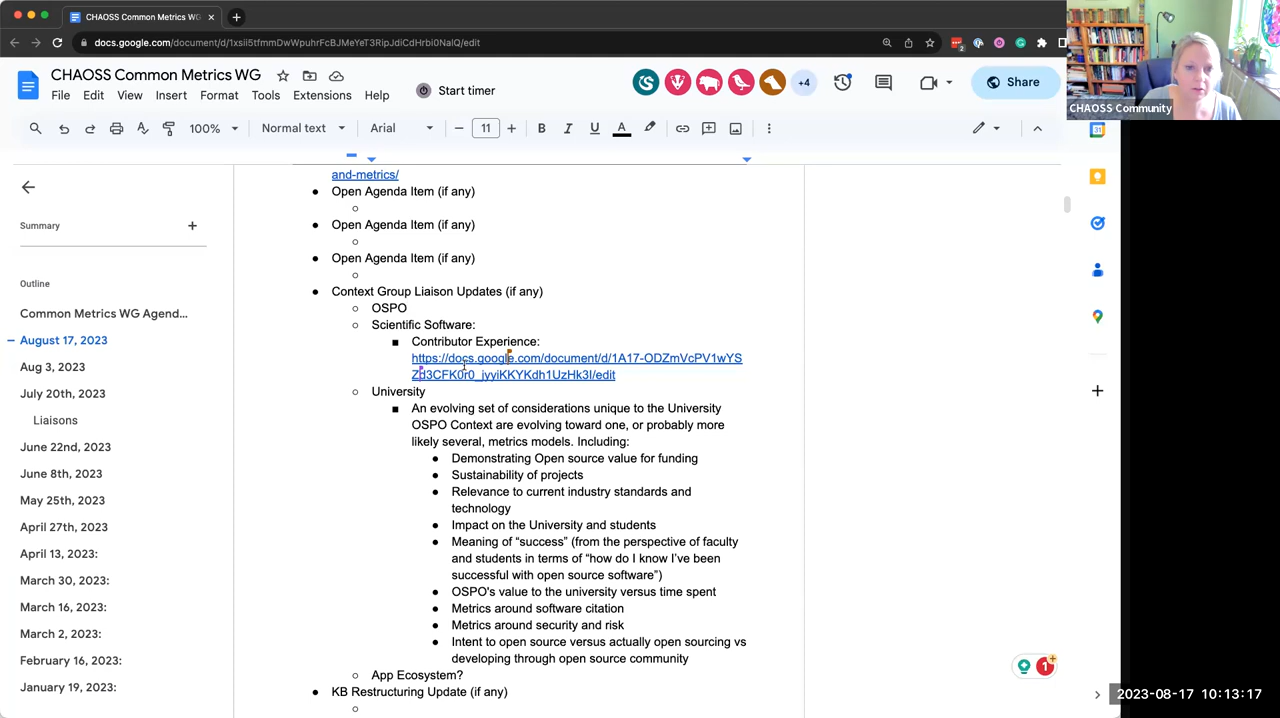 CHAOSS Common Metrics WG
docs.google.com/document/d/1xsii5tfmmDwWpuhrFcBJMeYeT3RipJdiCdHrbI0NalQ/edit
CHAOSS Community
CHAOSS Common Metrics WG
File Edit View Insert Format Tools Extensions Help
Start timer
+4
Share
100%
Normal text
Arial
11
B I U A
31
Summary
Outline
Common Metrics WG Agend...
August 17, 2023
Aug 3, 2023
July 20th, 2023
Liaisons
June 22nd, 2023
June 8th, 2023
May 25th, 2023
April 27th, 2023
April 13, 2023:
March 30, 2023:
March 16, 2023:
March 2, 2023:
February 16, 2023:
January 19, 2023:
and-metrics/
Open Agenda Item (if any)
Open Agenda Item (if any)
Open Agenda Item (if any)
Context Group Liaison Updates (if any)
OSPO
Scientific Software:
Contributor Experience:
https://docs.google.com/document/d/1A17-ODZmVcPV1wYS
Zd3CFK0r0_jyyiKKYKdh1UzHk3I/edit
University
An evolving set of considerations unique to the University
OSPO Context are evolving toward one, or probably more
likely several, metrics models. Including:
Demonstrating Open source value for funding
Sustainability of projects
Relevance to current industry standards and
technology
Impact on the University and students
Meaning of “success” (from the perspective of faculty
and students in terms of “how do I know I’ve been
successful with open source software”)
OSPO's value to the university versus time spent
Metrics around software citation
Metrics around security and risk
Intent to open source versus actually open sourcing vs
developing through open source community
App Ecosystem?
KB Restructuring Update (if any)
1
2023-08-17 10:13:17